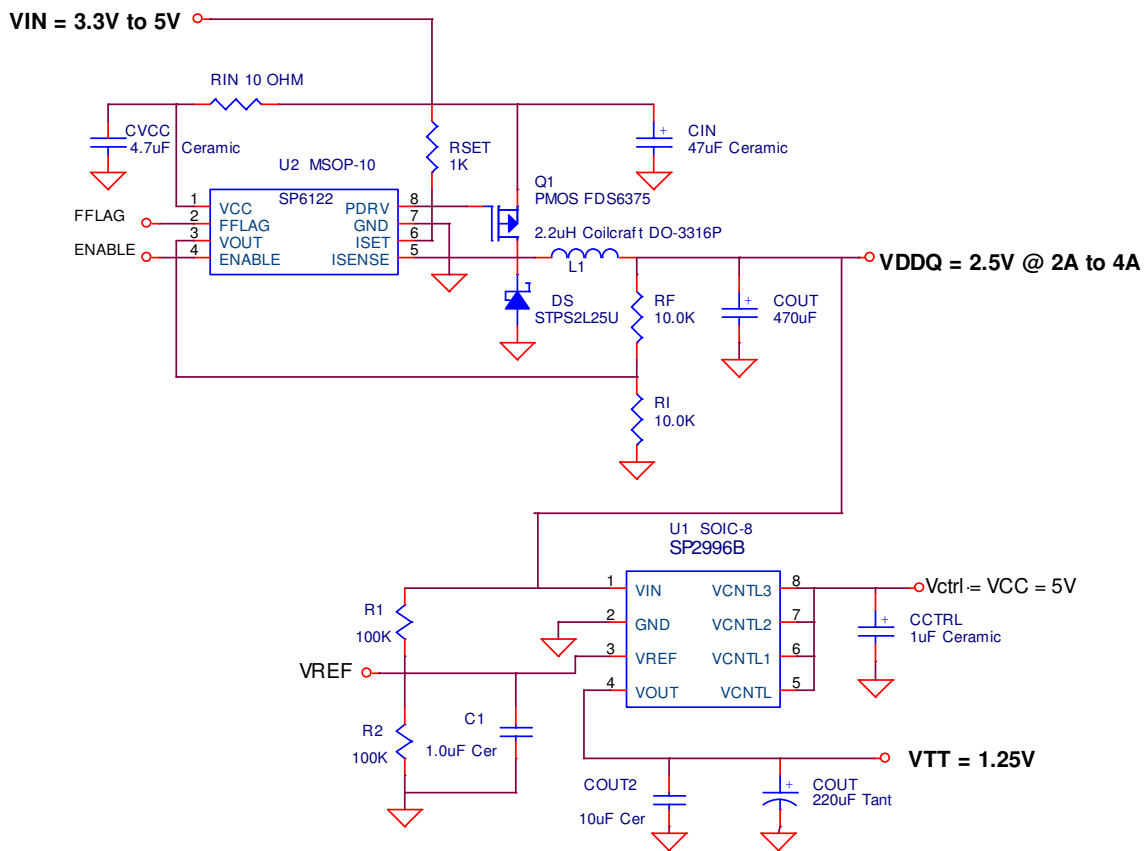 VIN = 3.3V to 5V
RIN 10 OHM
CVCC
4.7uF Ceramic
RSET
1K
+
CIN
47uF Ceramic
U2 MSOP-10
SP6122
Q1
PMOS FDS6375
FFLAG
ENABLE
1
2
3
4
VCC
FFLAG
VOUT
ENABLE
PDRV
GND
ISET
ISENSE
8
7
6
5
2.2uH Coilcraft DO-3316P
L1
VDDQ = 2.5V @ 2A to 4A
DS
STPS2L25U
RF
10.0K
+
COUT
470uF
RI
10.0K
U1 SOIC-8
SP2996B
1
2
3
4
VIN
GND
VREF
VOUT
VCNTL3
VCNTL2
VCNTL1
VCNTL
8
7
6
5
Vctrl = VCC = 5V
+
CCTRL
1uF Ceramic
R1
100K
VREF
R2
100K
C1
1.0uF Cer
VTT = 1.25V
COUT2
10uF Cer
+
COUT
220uF Tant